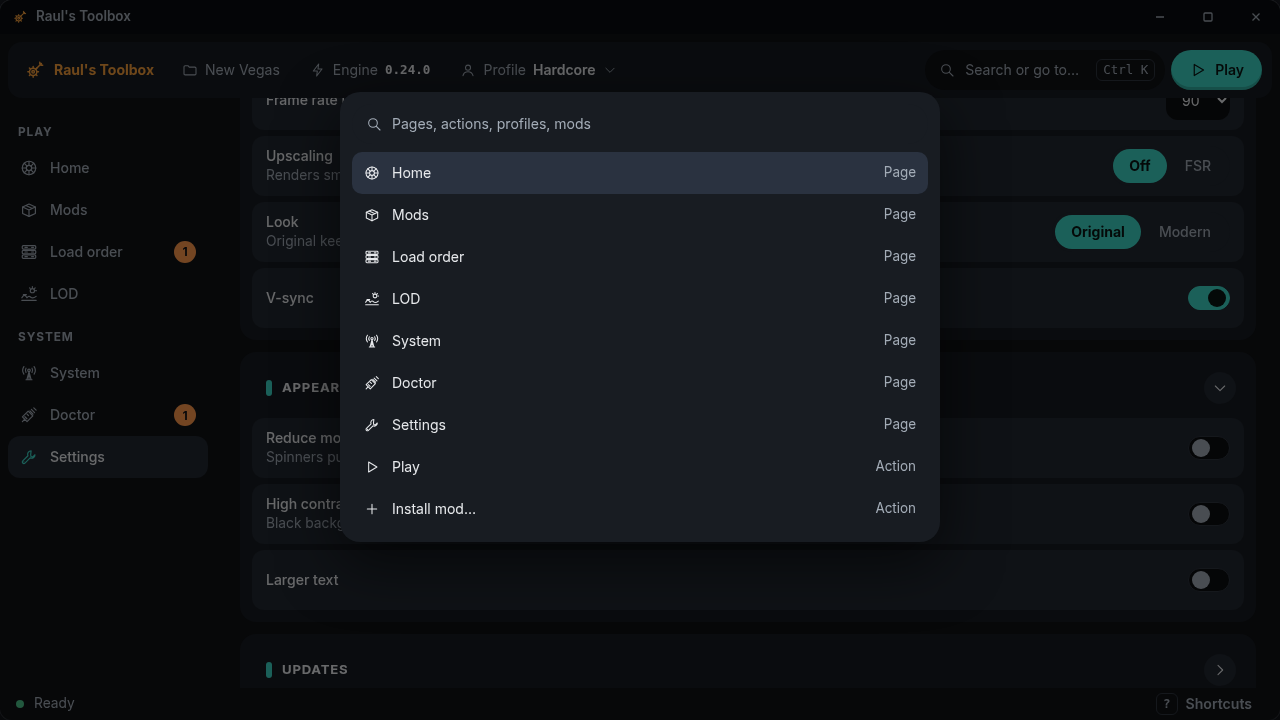 Raul's Toolbox
Raul's Toolbox
New Vegas
Engine 0.24.0
Profile Hardcore
Search or go to...
Ctrl K
Play
PLAY
Home
Mods
Load order
1
LOD
SYSTEM
System
Doctor
1
Settings
Frame rate
90
Upscaling
Renders sm
Off
FSR
Look
Original kee
Original
Modern
V-sync
APPEAR
Reduce mo
Spinners pu
High contra
Black backg
Larger text
UPDATES
Pages, actions, profiles, mods
Home Page
Mods Page
Load order Page
LOD Page
System Page
Doctor Page
Settings Page
Play Action
Install mod... Action
Ready
? Shortcuts